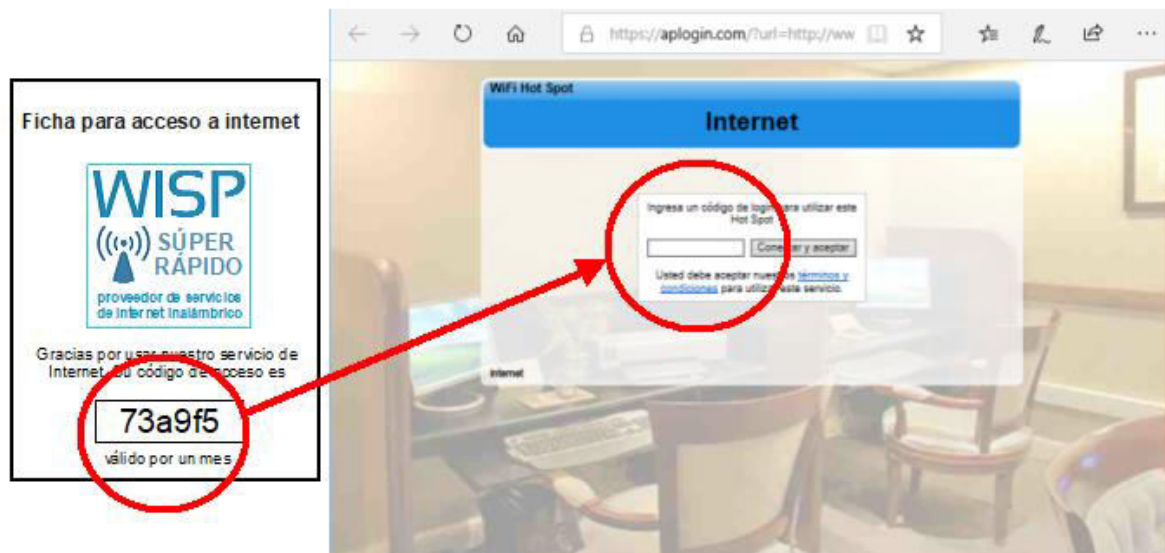 Ficha para acceso a internet
WISP
SÚPER
RÁPIDO
proveedor de servicios
de internet inalámbrico
Gracias por usar nuestro servicio de
Internet. Su código de acceso es
73a9f5
válido por un mes
https://aplogin.com/?url=http://ww
WiFi Hot Spot
Internet
Ingresa un código de login para utilizar este
Hot Spot
Conectar y aceptar
Usted debe aceptar nuestros términos y
condiciones para utilizar este servicio.
Internet